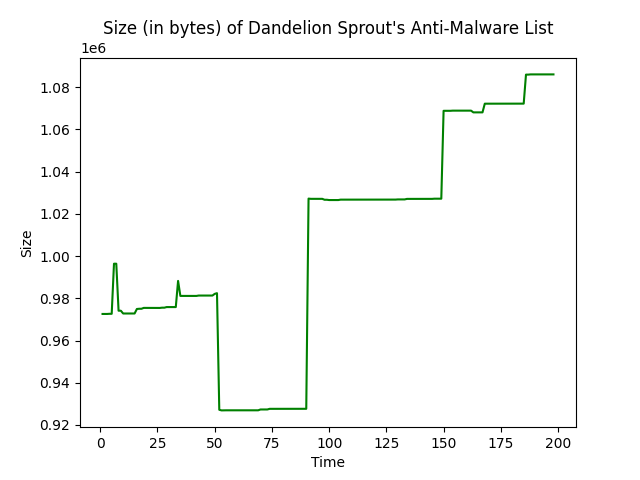 Size (in bytes) of Dandelion Sprout's Anti-Malware List
1e6
1.08
1.06
1.04
1.02
1.00
0.98
0.96
0.94
0.92
Size
0 25 50 75 100 125 150 175 200
Time